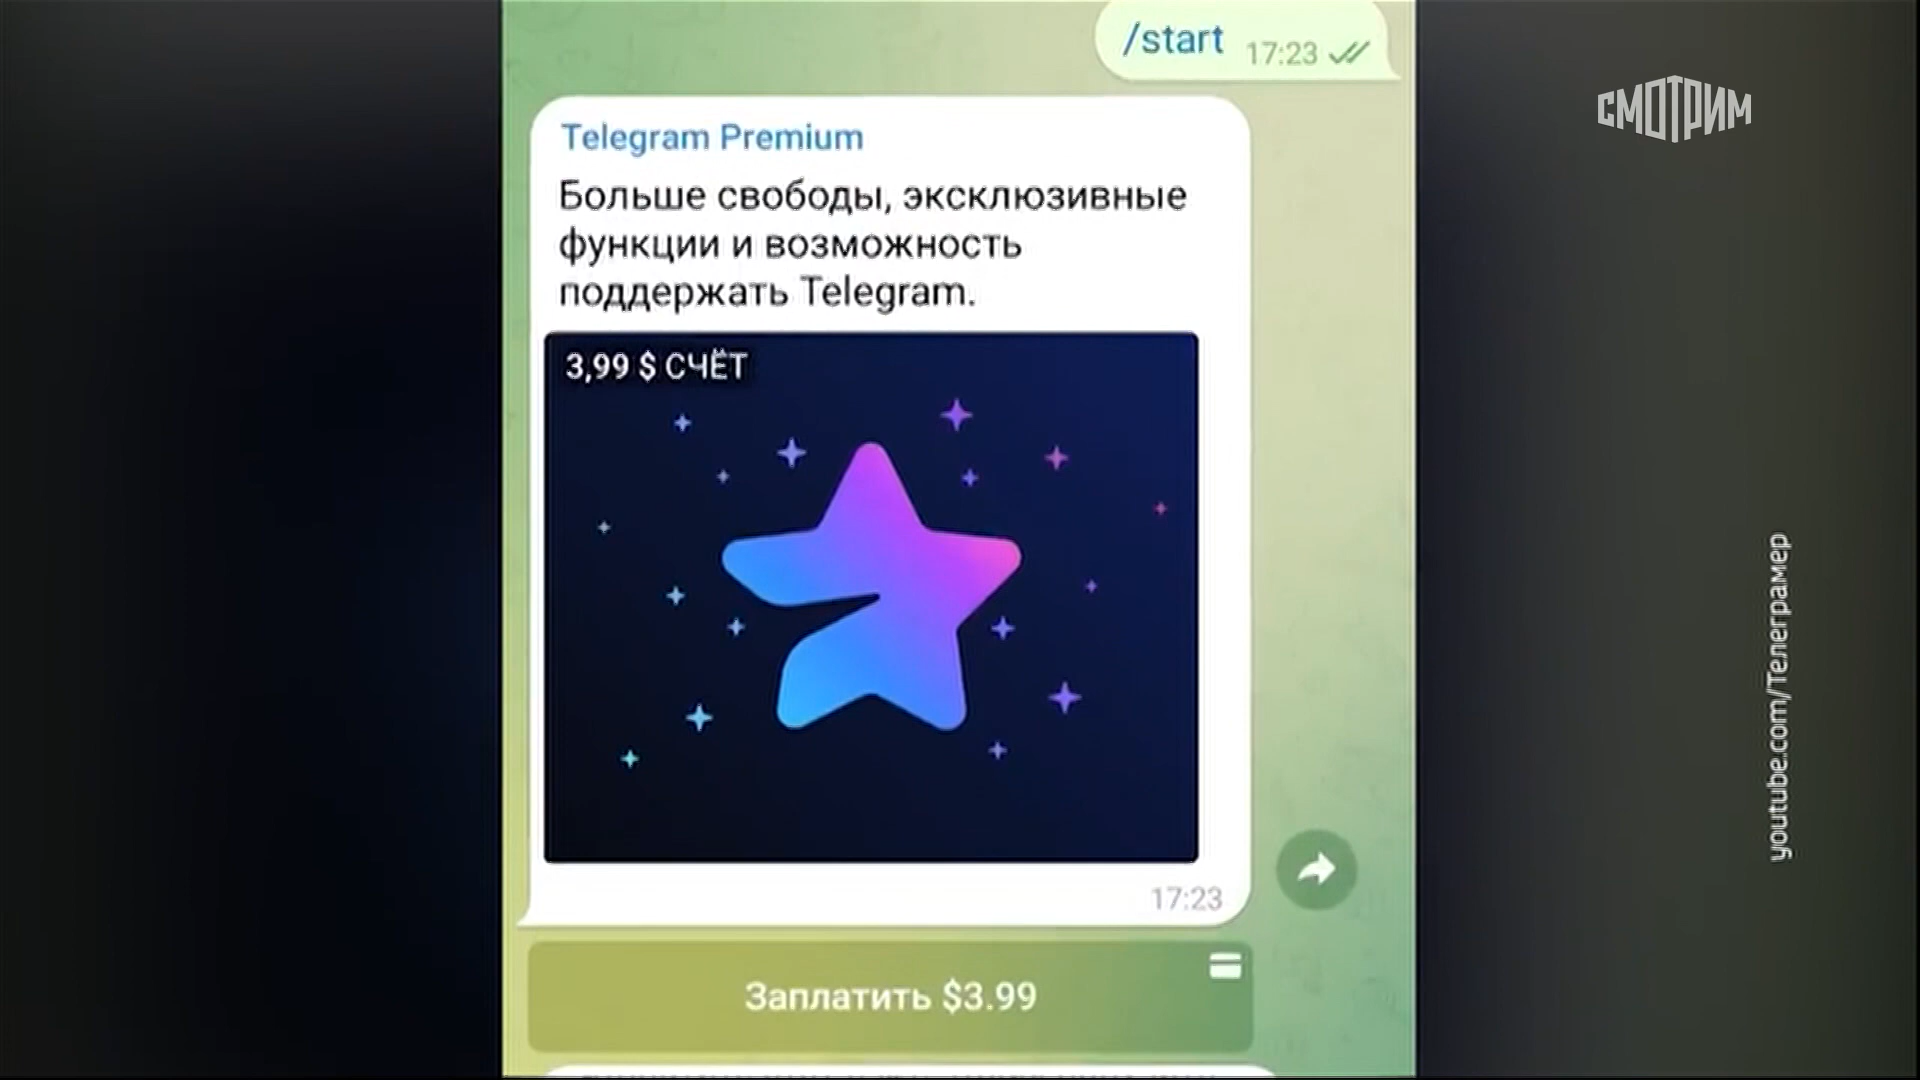 /start 17:23
СМОТРИМ
Telegram Premium
Больше свободы, эксклюзивные
функции и возможность
поддержать Telegram.
3,99 $ СЧЁТ
17:23
youtube.com/Телеграмер
Заплатить $3.99